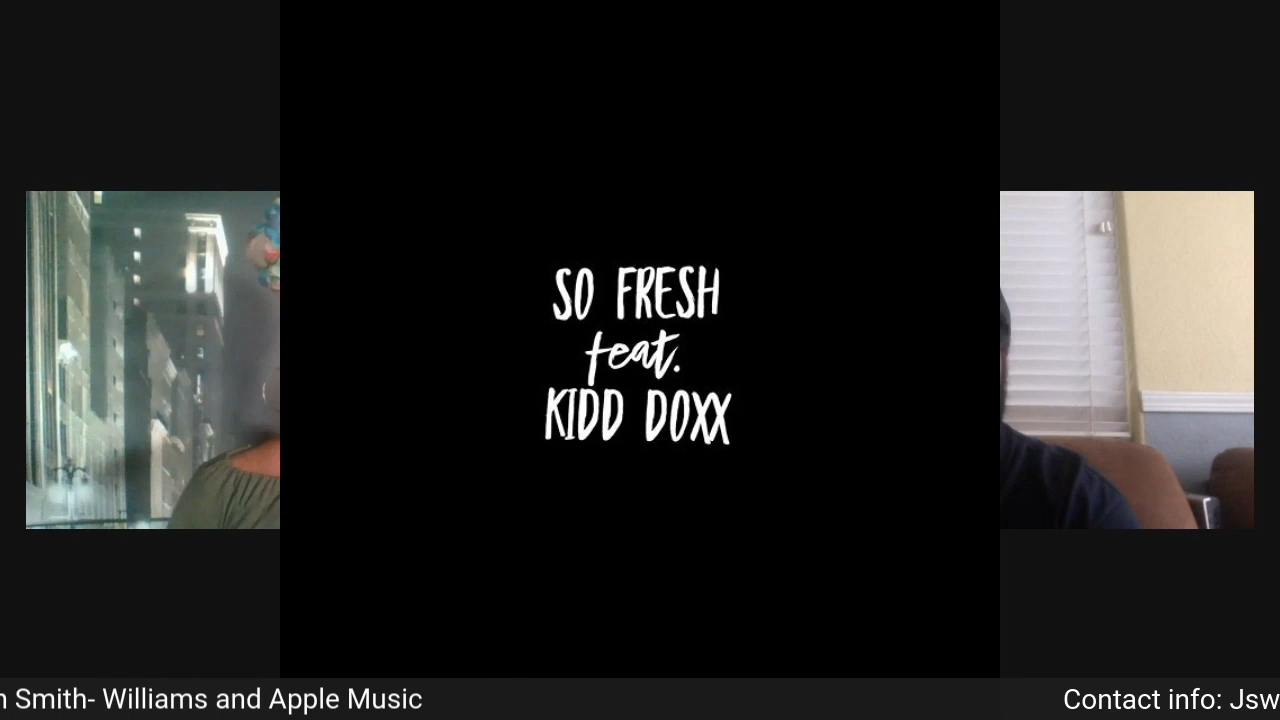 SO FRESH
feat.
KIDD DOXX
Smith- Williams and Apple Music
Contact info: Jsw